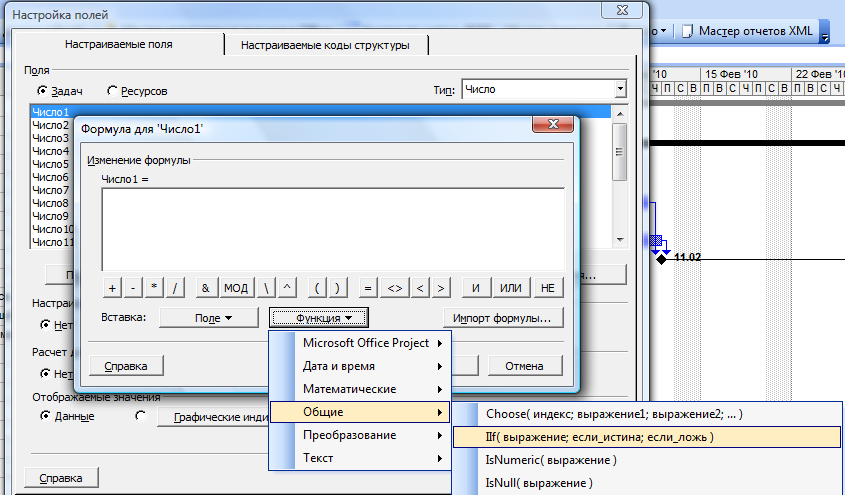 Настройка полей
о Мастер отчетов XML
Настраиваемые поля Настраиваемые коды структуры
Поля
Задач Ресурсов Тип: Число
'10 15 Фев '10 22 Фев '10
Ч П С В П В С Ч П С В П В С Ч
Число1
Число2
Число3
Число4
Число5
Число6
Число7
Число8
Число9
Число10
Число11
Формула для 'Число1'
Изменение формулы
Число1 =
+ - * / & МОД \ ^ ( ) = <> < > И ИЛИ НЕ
Вставка: Поле Функция Импорт формулы...
Справка Отмена
11.02
П
я...
Настраи
Нет
Расчет д
Нет
Отображаемые значения
Данные Графические инди
Справка
Microsoft Office Project
Дата и время
Математические
Общие
Преобразование
Текст
Choose( индекс; выражение1; выражение2; ... )
IIf( выражение; если_истина; если_ложь )
IsNumeric( выражение )
IsNull( выражение )